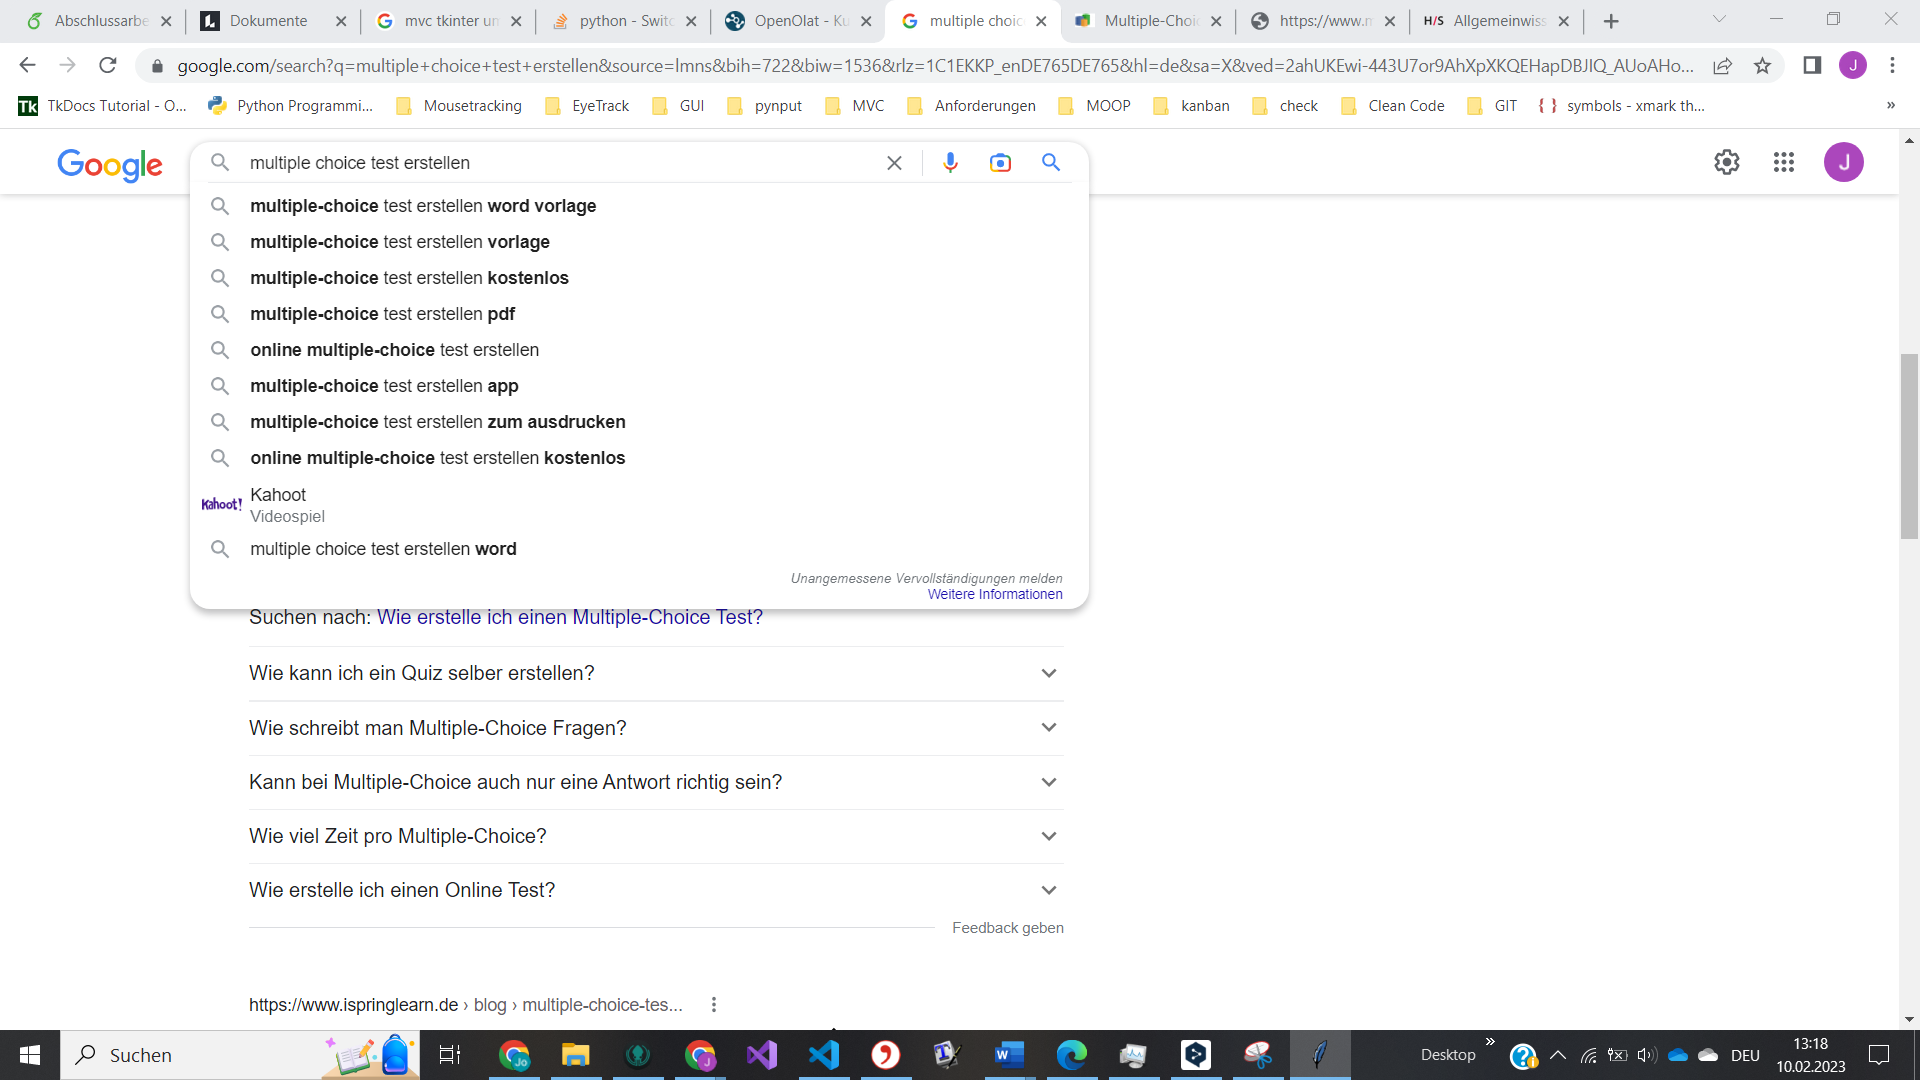 Abschlussarbe
Dokumente
mvc tkinter un
python - Switc
OpenOlat - Ku
multiple choic
Multiple-Choi
https://www.m
H/S Allgemeinwiss
google.com/search?q=multiple+choice+test+erstellen&source=lmns&bih=722&biw=1536&rlz=1C1EKKP_enDE765DE765&hl=de&sa=X&ved=2ahUKEwi-443U7or9AhXpXKQEHapDBJIQ_AUoAHo...
J
Tk TkDocs Tutorial - O...
Python Programmi...
Mousetracking
EyeTrack
GUI
pynput
MVC
Anforderungen
MOOP
kanban
check
Clean Code
GIT
symbols - xmark th...
»
Google
multiple choice test erstellen
J
multiple-choice test erstellen word vorlage
multiple-choice test erstellen vorlage
multiple-choice test erstellen kostenlos
multiple-choice test erstellen pdf
online multiple-choice test erstellen
multiple-choice test erstellen app
multiple-choice test erstellen zum ausdrucken
online multiple-choice test erstellen kostenlos
Kahoot!
Kahoot
Videospiel
multiple choice test erstellen word
Unangemessene Vervollständigungen melden
Weitere Informationen
Suchen nach: Wie erstelle ich einen Multiple-Choice Test?
Wie kann ich ein Quiz selber erstellen?
Wie schreibt man Multiple-Choice Fragen?
Kann bei Multiple-Choice auch nur eine Antwort richtig sein?
Wie viel Zeit pro Multiple-Choice?
Wie erstelle ich einen Online Test?
Feedback geben
https://www.ispringlearn.de › blog › multiple-choice-tes...
Suchen
Desktop
»
DEU
13:18
10.02.2023